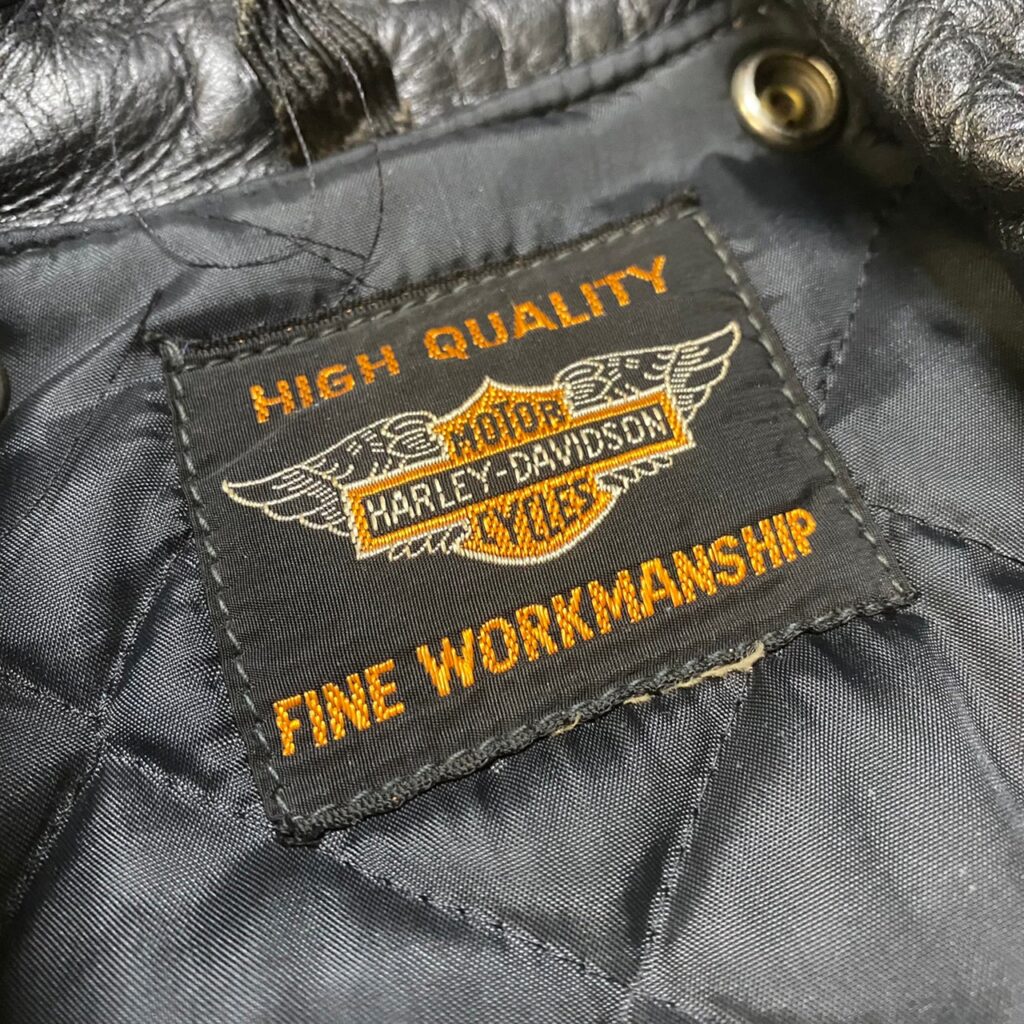 HIGH QUALITY
MOTOR
HARLEY-DAVIDSON
CYCLES
FINE WORKMANSHIP